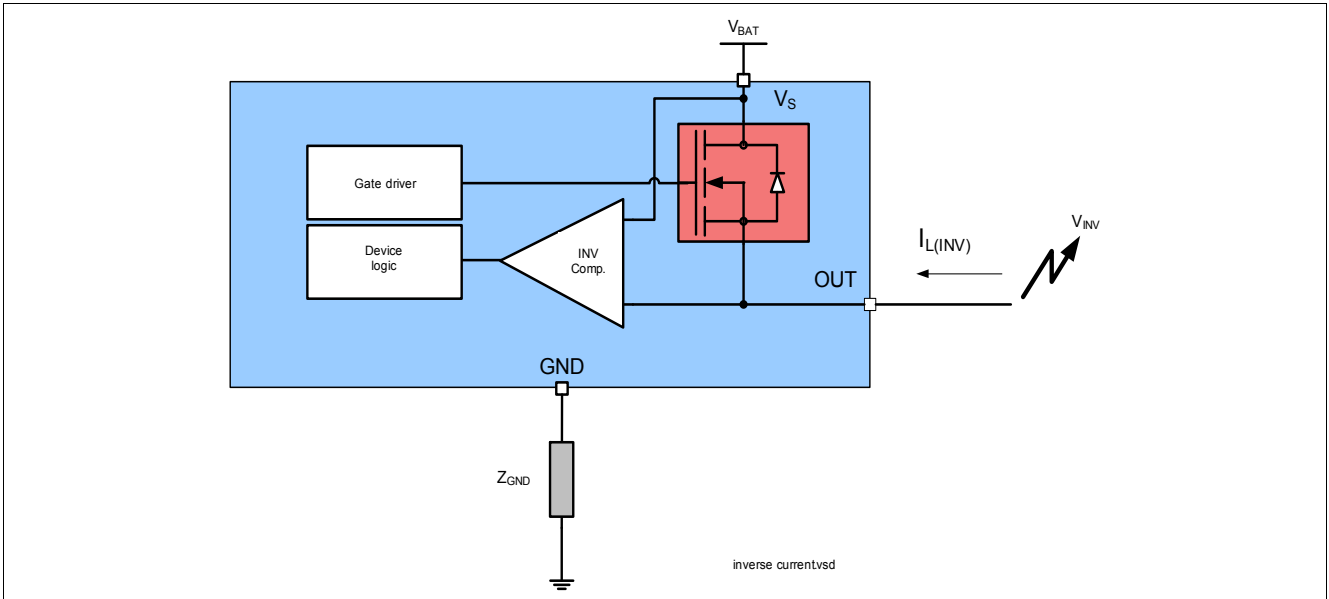 VBAT
VS
Gate driver
Device
logic
INV
Comp.
IL(INV)
VINV
OUT
GND
ZGND
inverse current.vsd